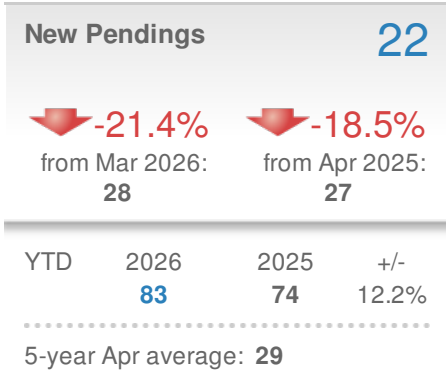 New Pendings 22
-21.4% -18.5%
from Mar 2026: from Apr 2025:
28 27
YTD 2026 2025 +/-
83 74 12.2%
5-year Apr average: 29